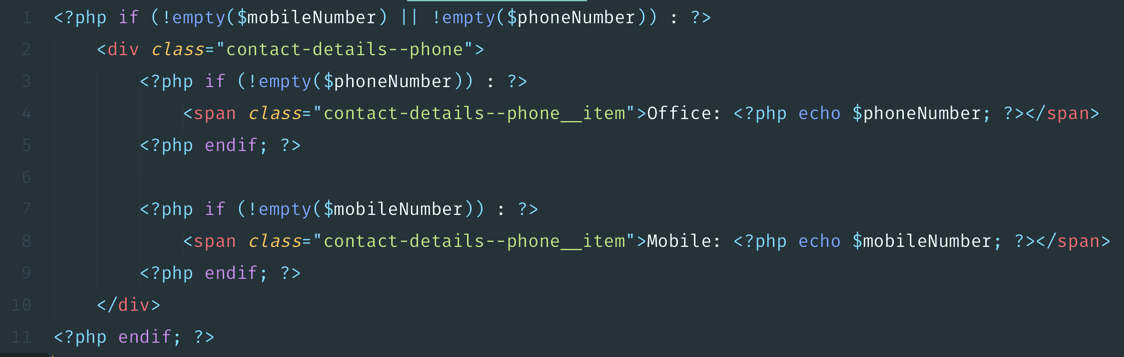 1 <?php if (!empty($mobileNumber) || !empty($phoneNumber)) : ?>
2     <div class="contact-details--phone">
3         <?php if (!empty($phoneNumber)) : ?>
4             <span class="contact-details--phone__item">Office: <?php echo $phoneNumber; ?></span>
5         <?php endif; ?>
6
7         <?php if (!empty($mobileNumber)) : ?>
8             <span class="contact-details--phone__item">Mobile: <?php echo $mobileNumber; ?></span>
9         <?php endif; ?>
10     </div>
11 <?php endif; ?>